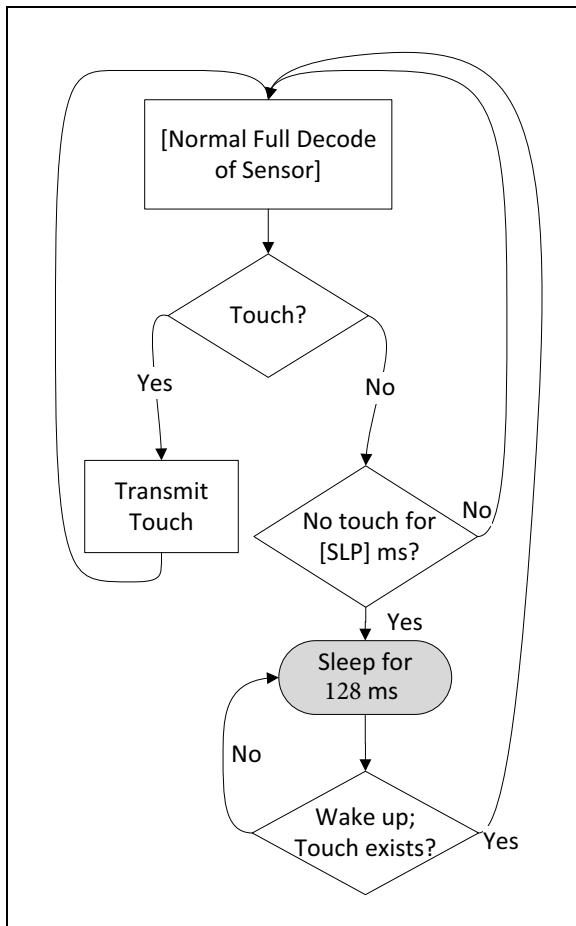 [Normal Full Decode
of Sensor]
Touch?
Yes
No
Transmit
Touch
No touch for
[SLP] ms?
No
Yes
Sleep for
128 ms
No
Wake up;
Touch exists?
Yes